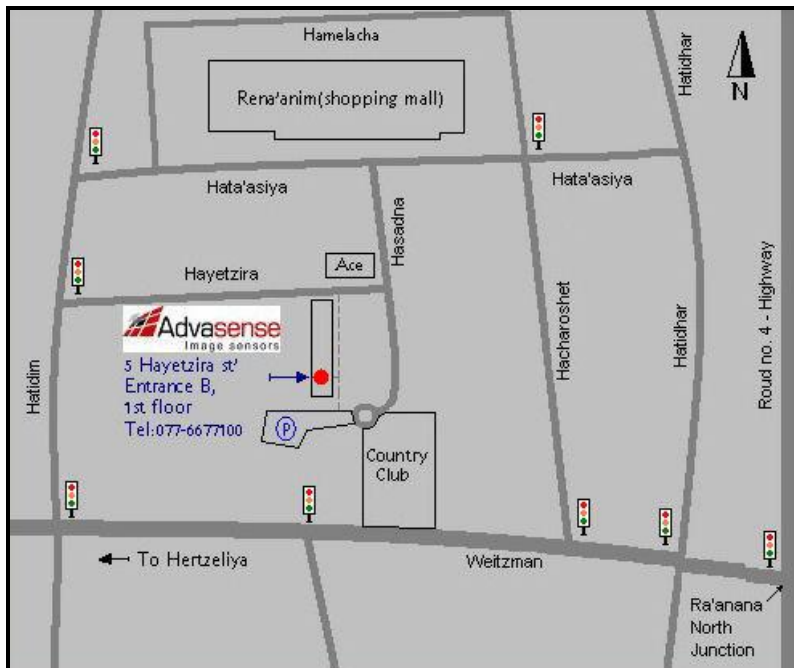 Hamelacha
Hatidhar
N
Rena'anim(shopping mall)
Hata'asiya
Hata'asiya
Hasadna
Hayetzira
Ace
Advasense
Image sensors
5 Hayetzira st'
Entrance B,
1st floor
Tel:077-6677100
P
Hatidim
Hacharoshet
Hatidhar
Roud no. 4 - Highway
Country
Club
To Hertzeliya
Weitzman
Ra'anana
North
Junction